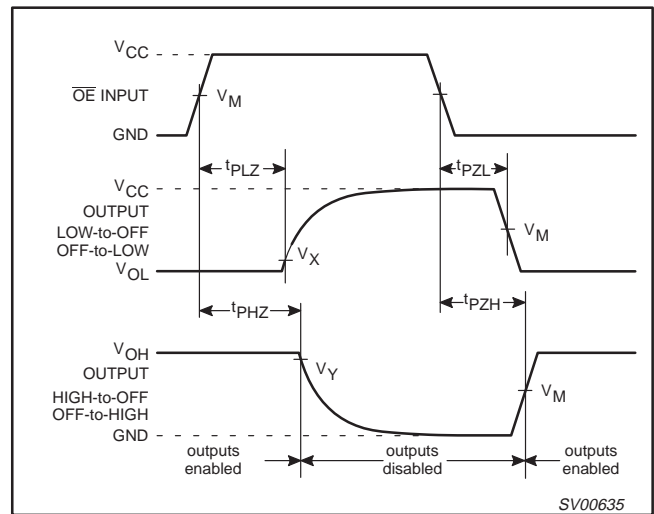 VCC
OE INPUT
VM
GND
tPLZ
tPZL
VCC
OUTPUT
LOW-to-OFF
OFF-to-LOW
VM
VX
VOL
tPHZ
tPZH
VOH
OUTPUT
VY
HIGH-to-OFF
OFF-to-HIGH
VM
GND
outputs
enabled
outputs
disabled
outputs
enabled
SV00635